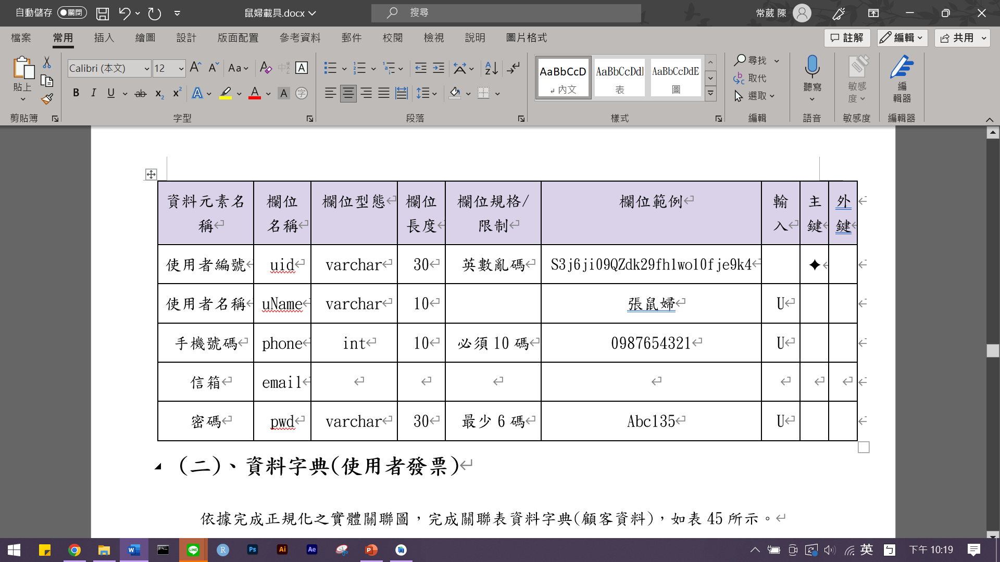 自動儲存 關閉 鼠婦載具.docx 搜尋 常葳 陳
檔案 常用 插入 繪圖 設計 版面配置 參考資料 郵件 校閱 檢視 說明 圖片格式 註解 編輯 共用
貼上 Calibri (本文) 12 Aa A AaBbCcD AaBbCcDdl AaBbCcDdE 尋找 聽寫 敏感度 編輯器
B I U ab x₂ x² A A A 字 內文 表 圖 取代
選取
剪貼簿 字型 段落 樣式 編輯 語音 敏感度 編輯器
資料元素名稱 欄位名稱 欄位型態 欄位長度 欄位規格/限制 欄位範例 輸入 主鍵 外鍵
使用者編號 uid varchar 30 英數亂碼 S3j6ji09QZdk29fhlwo10fje9k4 ✦
使用者名稱 uName varchar 10 張鼠婦 U
手機號碼 phone int 10 必須 10 碼 0987654321 U
信箱 email
密碼 pwd varchar 30 最少 6 碼 Abc135 U
(二)、資料字典(使用者發票)
依據完成正規化之實體關聯圖，完成關聯表資料字典(顧客資料)，如表 45 所示。
W LINE R Ps Ai Ae P 英 ㄅ 下午 10:19